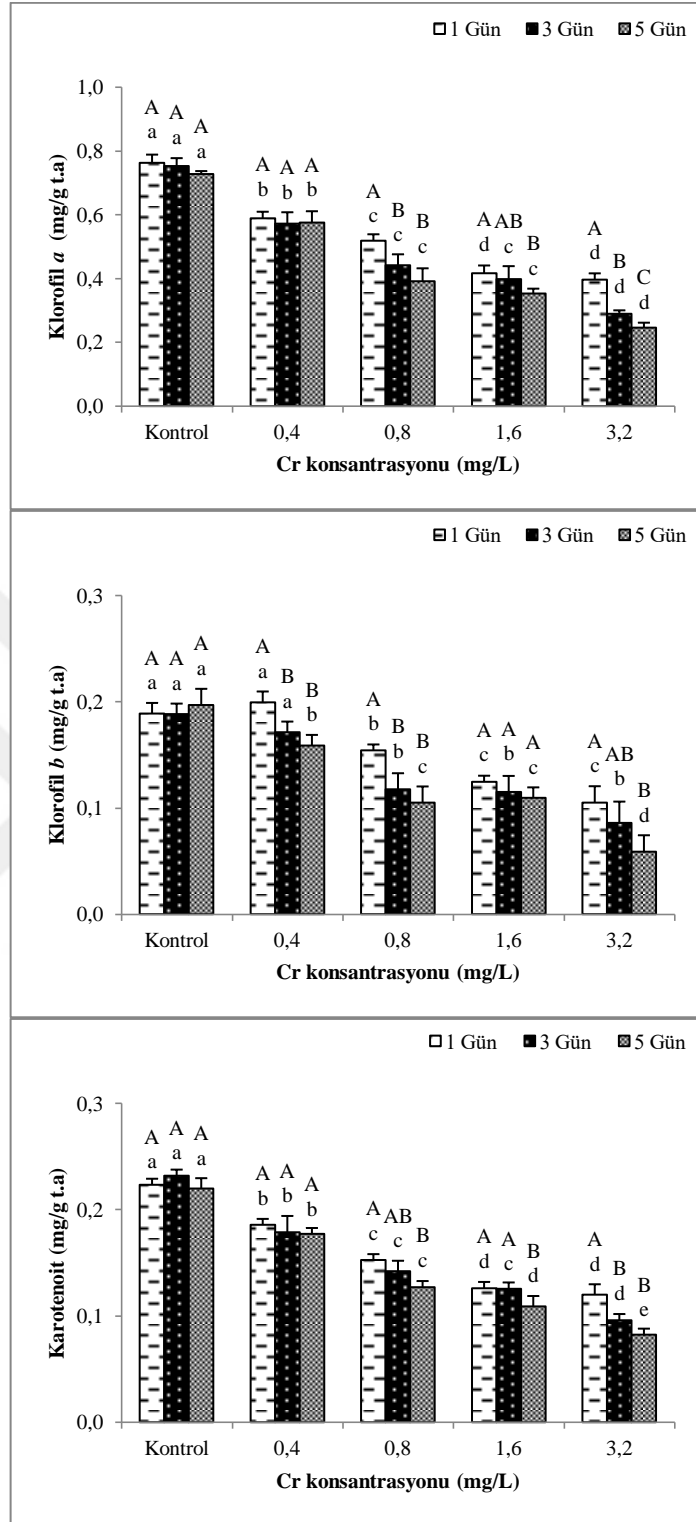 1 Gün 3 Gün 5 Gün
1,0
0,8
0,6
0,4
0,2
0,0
Klorofil a (mg/g t.a)
A A A A A A A B B A AB B A B C
a a a b b b c c c d c c d d d
Kontrol 0,4 0,8 1,6 3,2
Cr konsantrasyonu (mg/L)
1 Gün 3 Gün 5 Gün
0,3
0,2
0,1
0,0
Klorofil b (mg/g t.a)
A A A A B B A B B A A A A AB B
a a a a a b b b c c b c c b d
Kontrol 0,4 0,8 1,6 3,2
Cr konsantrasyonu (mg/L)
1 Gün 3 Gün 5 Gün
0,3
0,2
0,1
0,0
Karotenoit (mg/g t.a)
A A A A A A A AB B A A B A B B
a a a b b b c c c d c d d d e
Kontrol 0,4 0,8 1,6 3,2
Cr konsantrasyonu (mg/L)